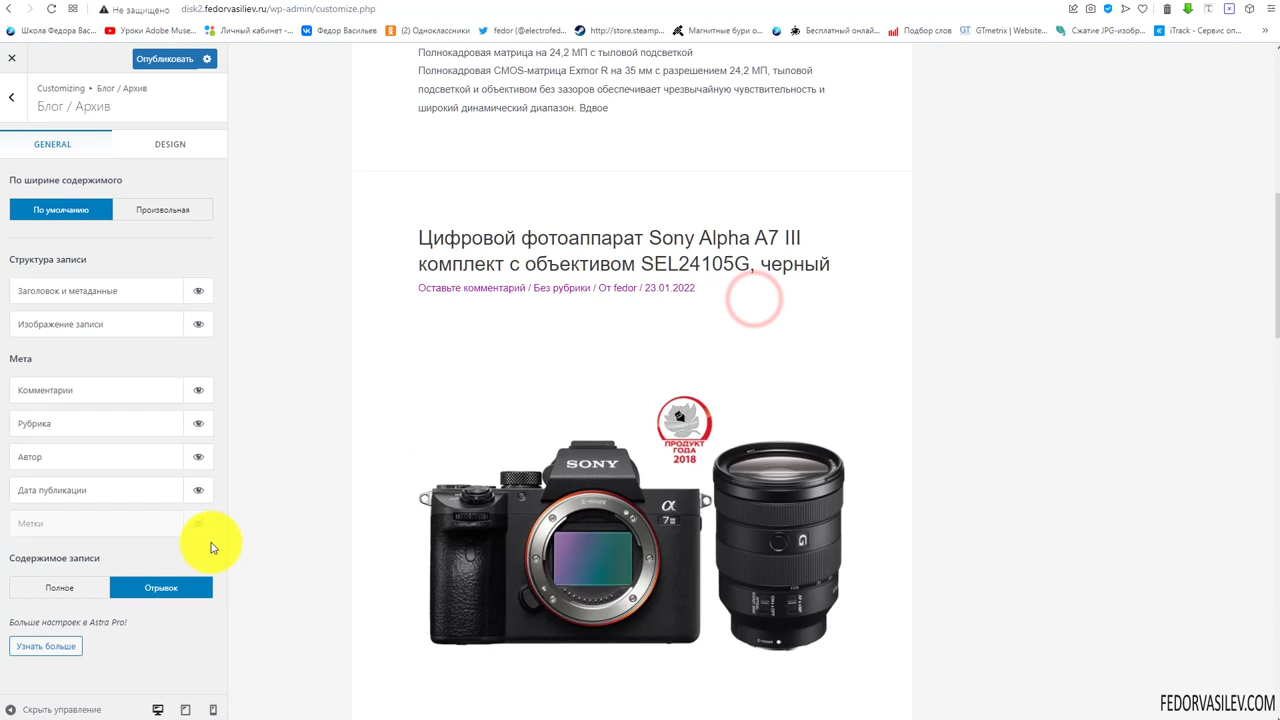 Не защищено
disk2.fedorvasiliev.ru/wp-admin/customize.php
Школа Федора Вас...
Уроки Adobe Muse...
Личный кабинет -...
Федор Васильев
(2) Одноклассники
fedor (@electrofed...
http://store.steamp...
Магнитные бури о...
Бесплатный онлай...
Подбор слов
GTmetrix | Website...
Сжатие JPG-изобр...
iTrack - Сервис оп...
Опубликовать
Customizing ▸ Блог / Архив
Блог / Архив
GENERAL
DESIGN
По ширине содержимого
По умолчанию
Произвольная
Структура записи
Заголовок и метаданные
Изображение записи
Мета
Комментарии
Рубрика
Автор
Дата публикации
Метки
Содержимое записи
Полное
Отрывок
Больше настроек в Astra Pro!
Узнать больше
Скрыть управление
Полнокадровая матрица на 24,2 МП с тыловой подсветкой
Полнокадровая CMOS-матрица Exmor R на 35 мм с разрешением 24,2 МП, тыловой
подсветкой и объективом без зазоров обеспечивает чрезвычайную чувствительность и
широкий динамический диапазон. Вдвое
Цифровой фотоаппарат Sony Alpha A7 III
комплект с объективом SEL24105G, черный
Оставьте комментарий / Без рубрики / От fedor / 23.01.2022
ПРОДУКТ
ГОДА
2018
SONY
α
7III
G
FEDORVASILEV.COM